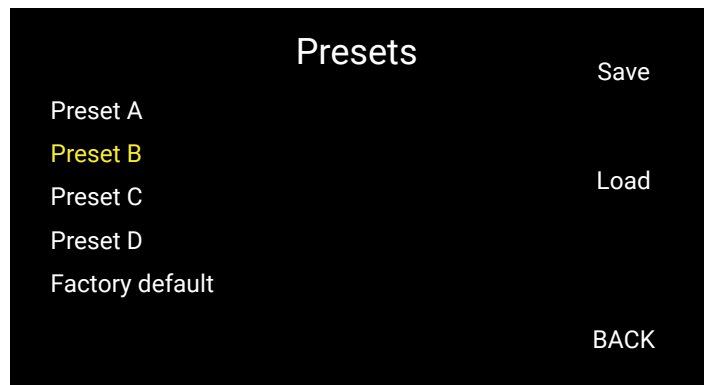 Presets
Save
Preset A
Preset B
Load
Preset C
Preset D
Factory default
BACK